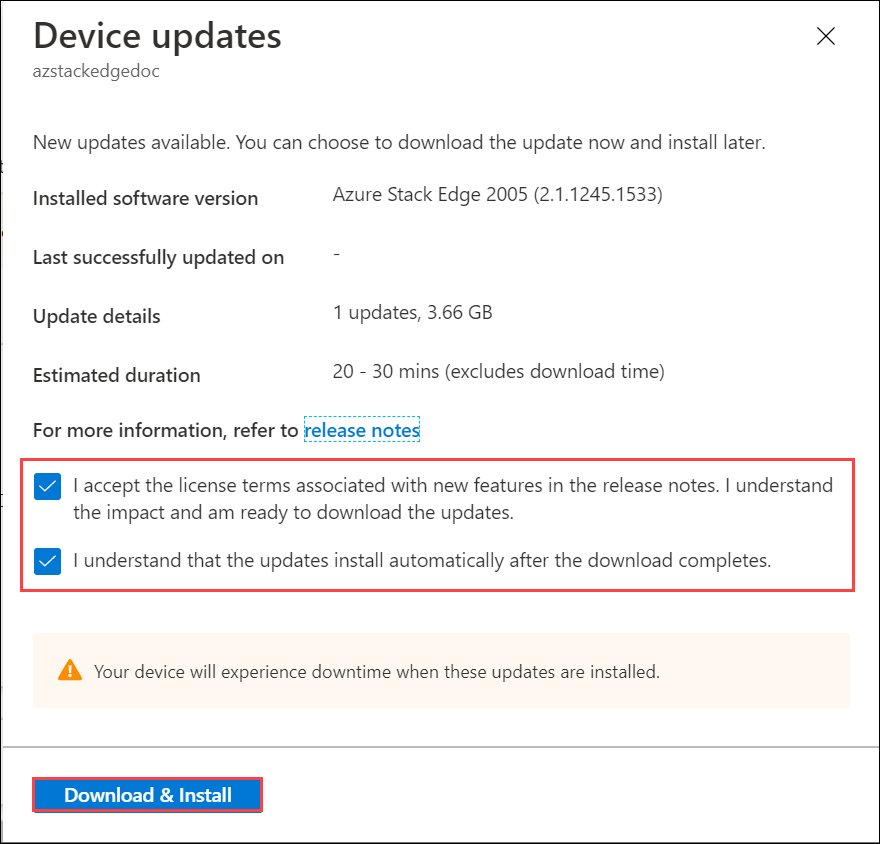 Device updates
azstackedgedoc
New updates available. You can choose to download the update now and install later.
Installed software version
Azure Stack Edge 2005 (2.1.1245.1533)
Last successfully updated on
-
Update details
1 updates, 3.66 GB
Estimated duration
20 - 30 mins (excludes download time)
For more information, refer to release notes
I accept the license terms associated with new features in the release notes. I understand
the impact and am ready to download the updates.
I understand that the updates install automatically after the download completes.
Your device will experience downtime when these updates are installed.
Download & Install